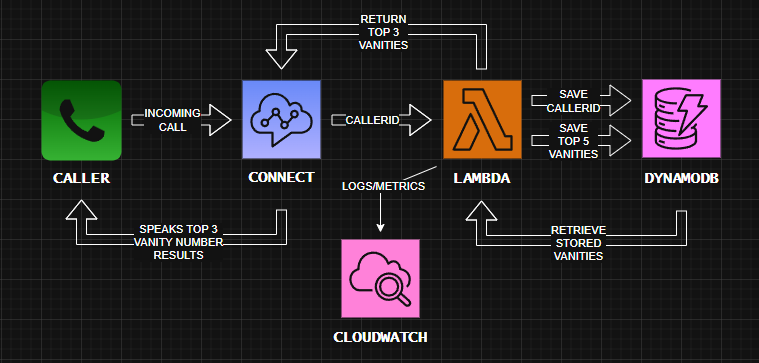 RETURN
TOP 3
VANITIES
INCOMING
CALL
CALLERID
SAVE
CALLERID
SAVE
TOP 5
VANITIES
CALLER
CONNECT
LAMBDA
DYNAMODB
LOGS/METRICS
SPEAKS TOP 3
VANITY NUMBER
RESULTS
RETRIEVE
STORED
VANITIES
CLOUDWATCH